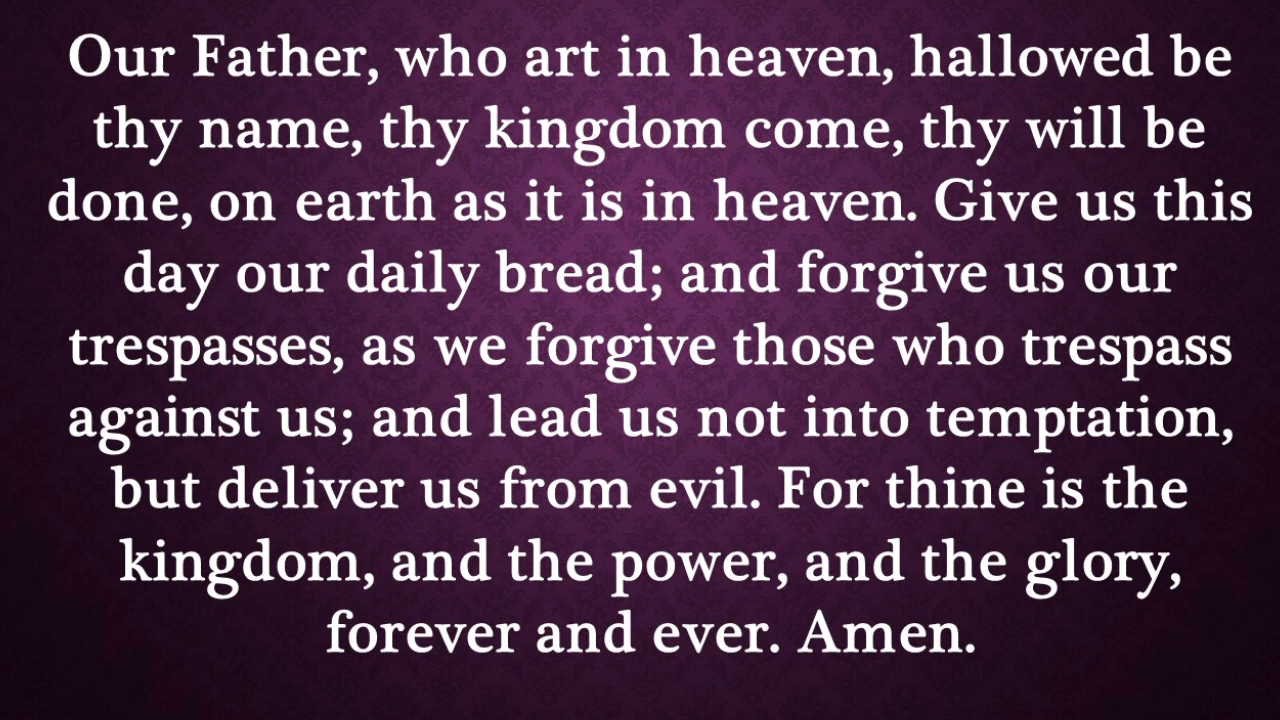 Our Father, who art in heaven, hallowed be
thy name, thy kingdom come, thy will be
done, on earth as it is in heaven. Give us this
day our daily bread; and forgive us our
trespasses, as we forgive those who trespass
against us; and lead us not into temptation,
but deliver us from evil. For thine is the
kingdom, and the power, and the glory,
forever and ever. Amen.